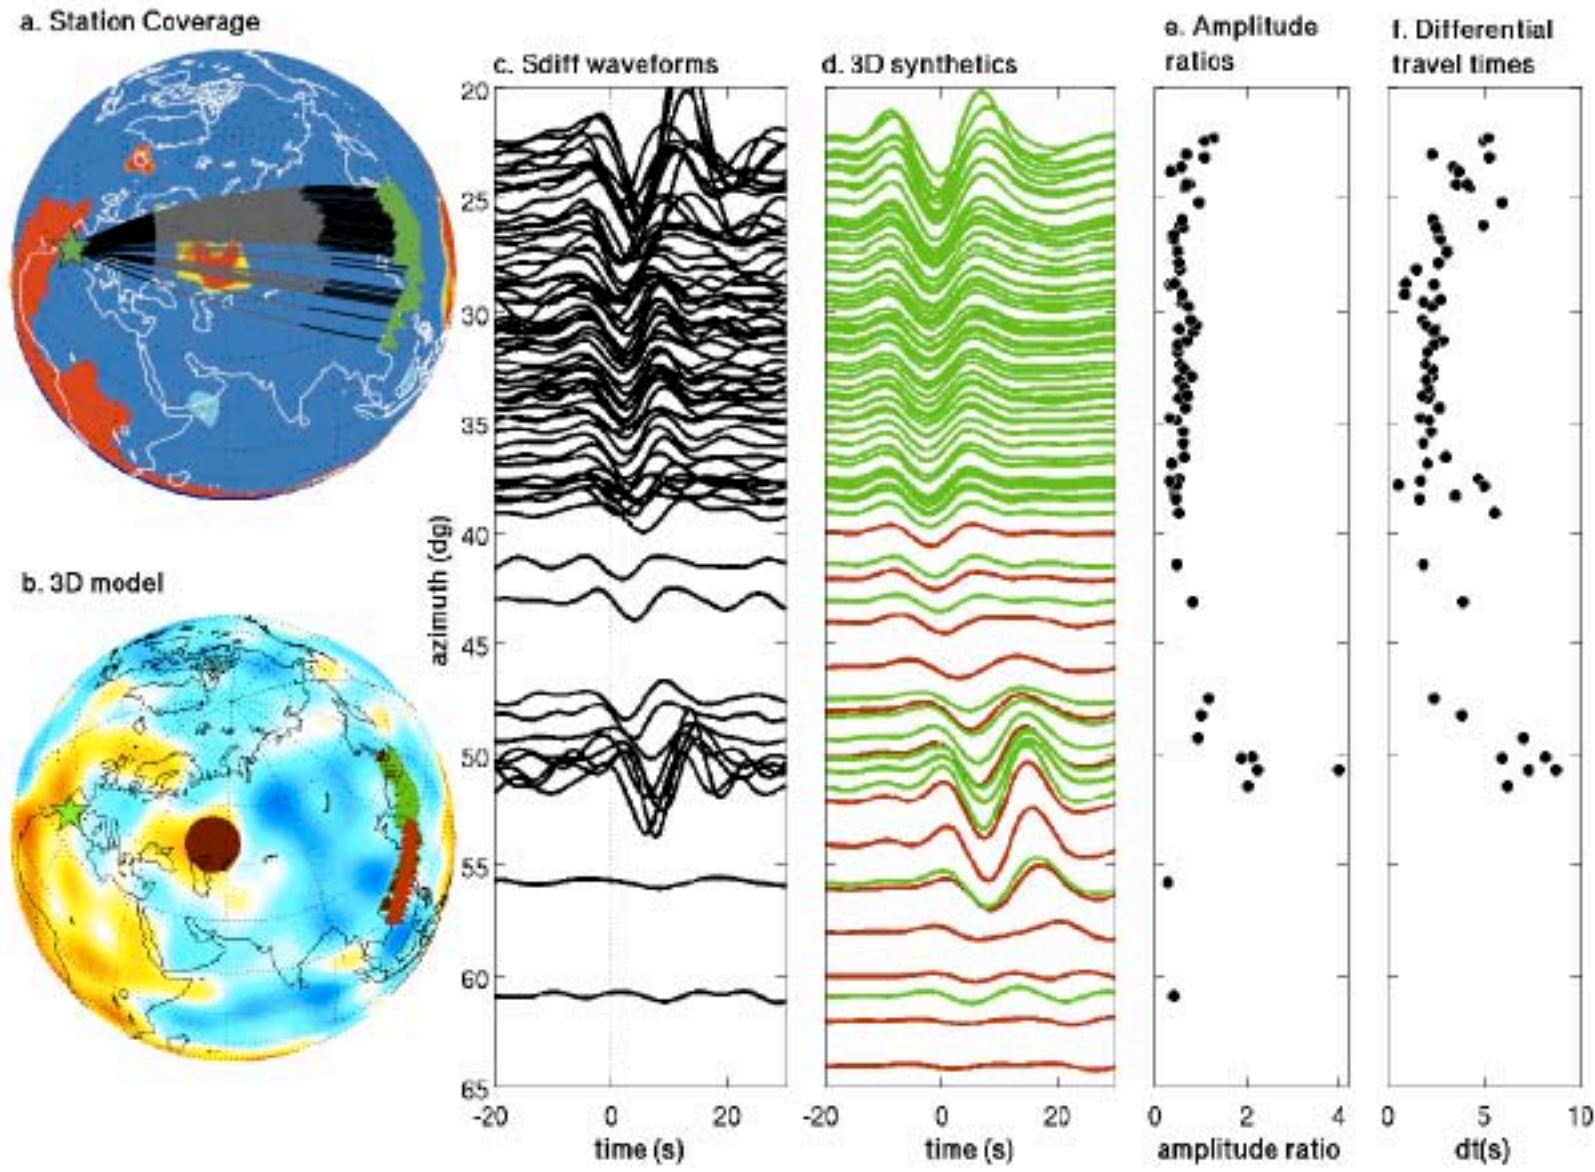 a. Station Coverage
b. 3D model
c. Sdiff waveforms
20
25
30
35
40
45
50
55
60
65
azimuth (dg)
-20
0
20
time (s)
d. 3D synthetics
-20
0
20
time (s)
e. Amplitude
ratios
0
2
4
amplitude ratio
f. Differential
travel times
0
5
10
dt(s)